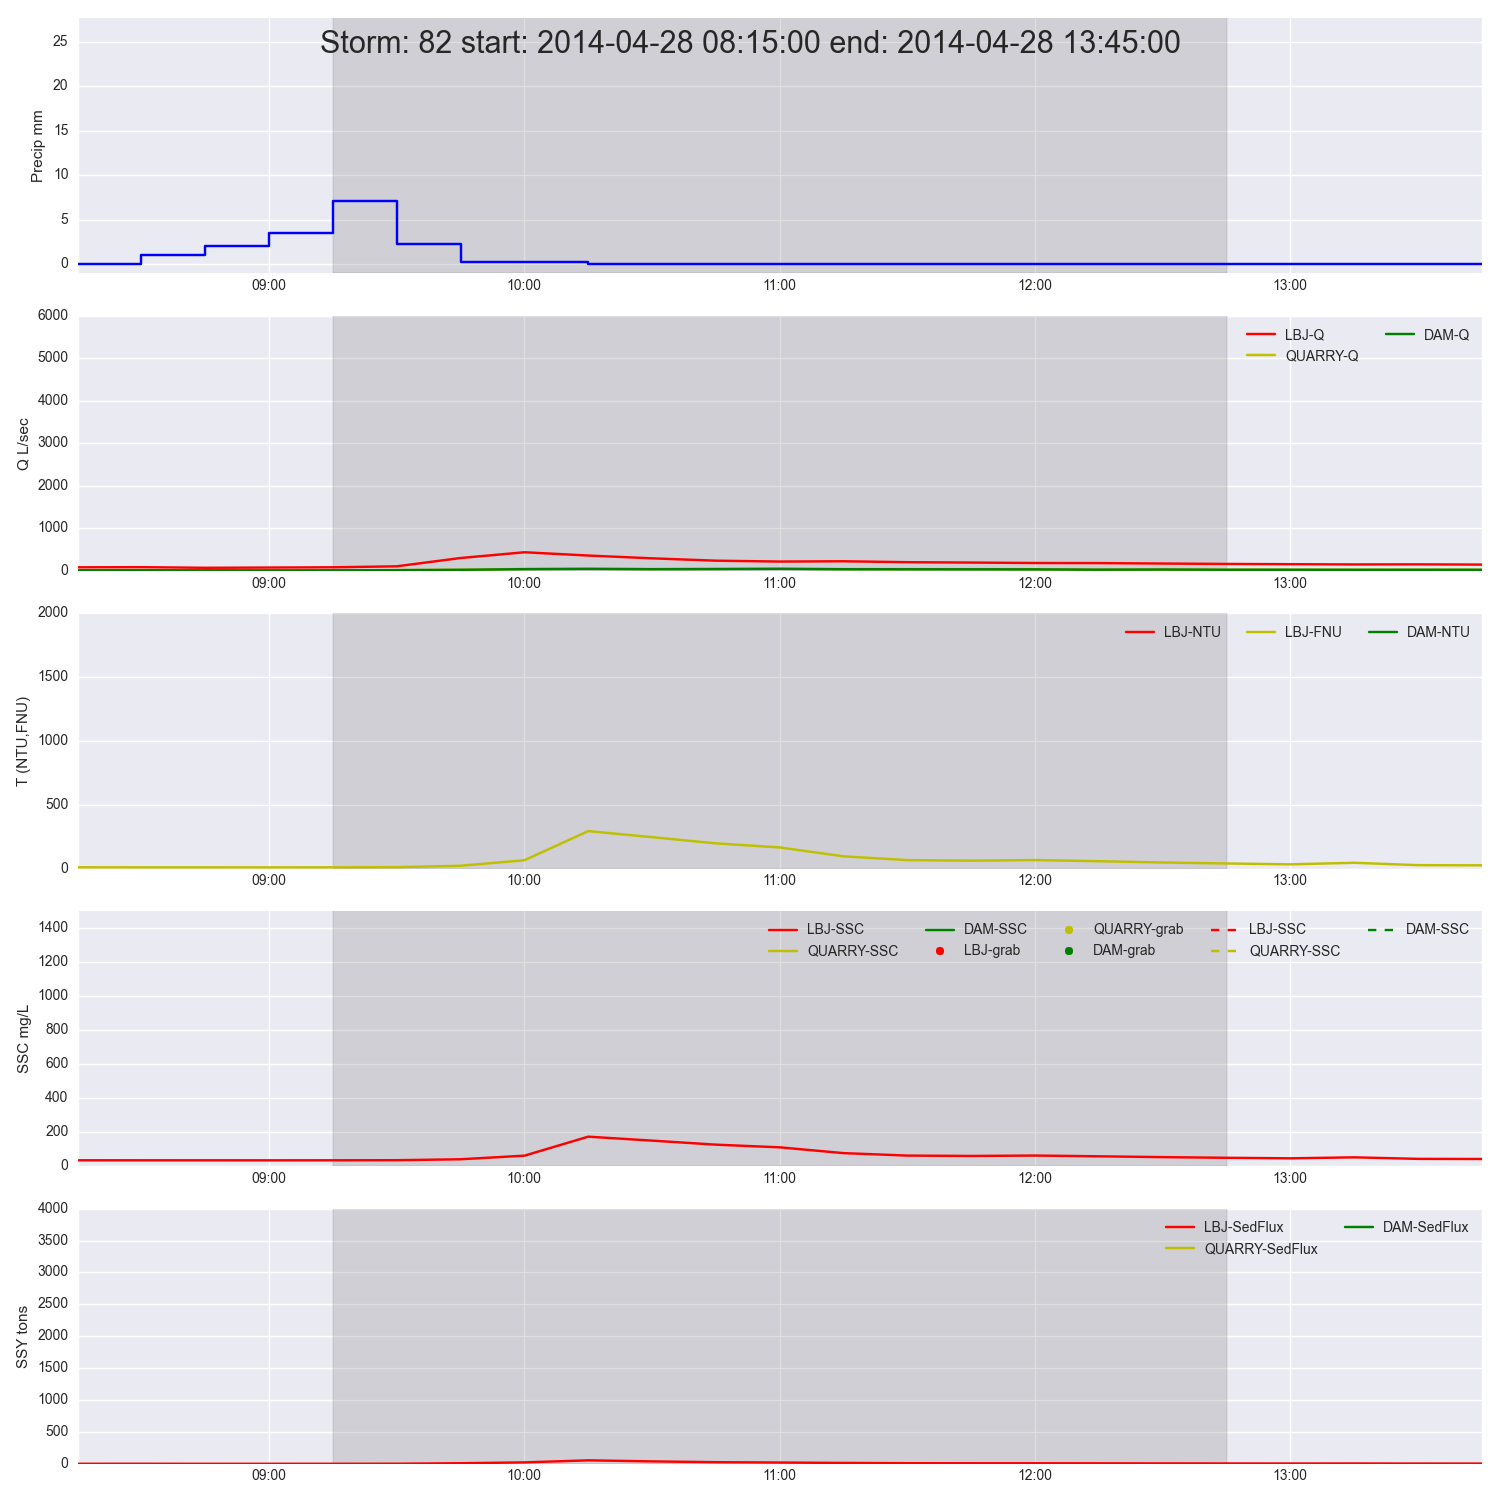 Storm: 82 start: 2014-04-28 08:15:00 end: 2014-04-28 13:45:00
Precip mm
25
20
15
10
5
0
09:00 10:00 11:00 12:00 13:00
Q L/sec
6000
5000
4000
3000
2000
1000
0
LBJ-Q DAM-Q
QUARRY-Q
09:00 10:00 11:00 12:00 13:00
T (NTU,FNU)
2000
1500
1000
500
0
LBJ-NTU LBJ-FNU DAM-NTU
09:00 10:00 11:00 12:00 13:00
SSC mg/L
1400
1200
1000
800
600
400
200
0
LBJ-SSC DAM-SSC QUARRY-grab LBJ-SSC DAM-SSC
QUARRY-SSC LBJ-grab DAM-grab QUARRY-SSC
09:00 10:00 11:00 12:00 13:00
SSY tons
4000
3500
3000
2500
2000
1500
1000
500
0
LBJ-SedFlux DAM-SedFlux
QUARRY-SedFlux
09:00 10:00 11:00 12:00 13:00